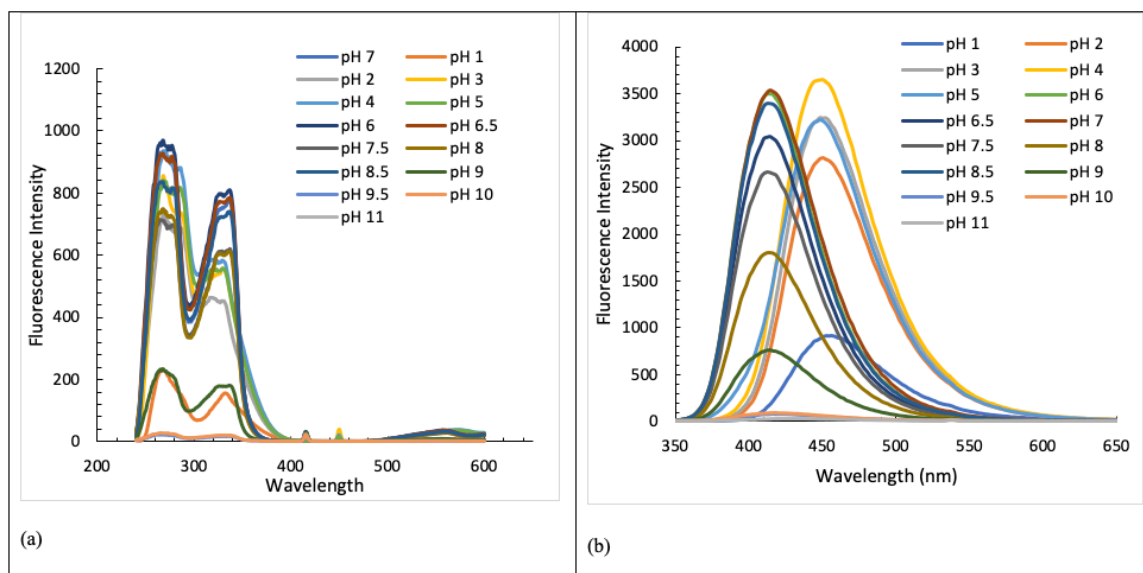 pH 7 pH 1
pH 2 pH 3
pH 4 pH 5
pH 6 pH 6.5
pH 7.5 pH 8
pH 8.5 pH 9
pH 9.5 pH 10
pH 11
1200
1000
800
600
400
200
0
Fluorescence Intensity
200 300 400 500 600
Wavelength
(a)
pH 1 pH 2
pH 3 pH 4
pH 5 pH 6
pH 6.5 pH 7
pH 7.5 pH 8
pH 8.5 pH 9
pH 9.5 pH 10
pH 11
4000
3500
3000
2500
2000
1500
1000
500
0
Fluorescence Intensity
350 400 450 500 550 600 650
Wavelength (nm)
(b)